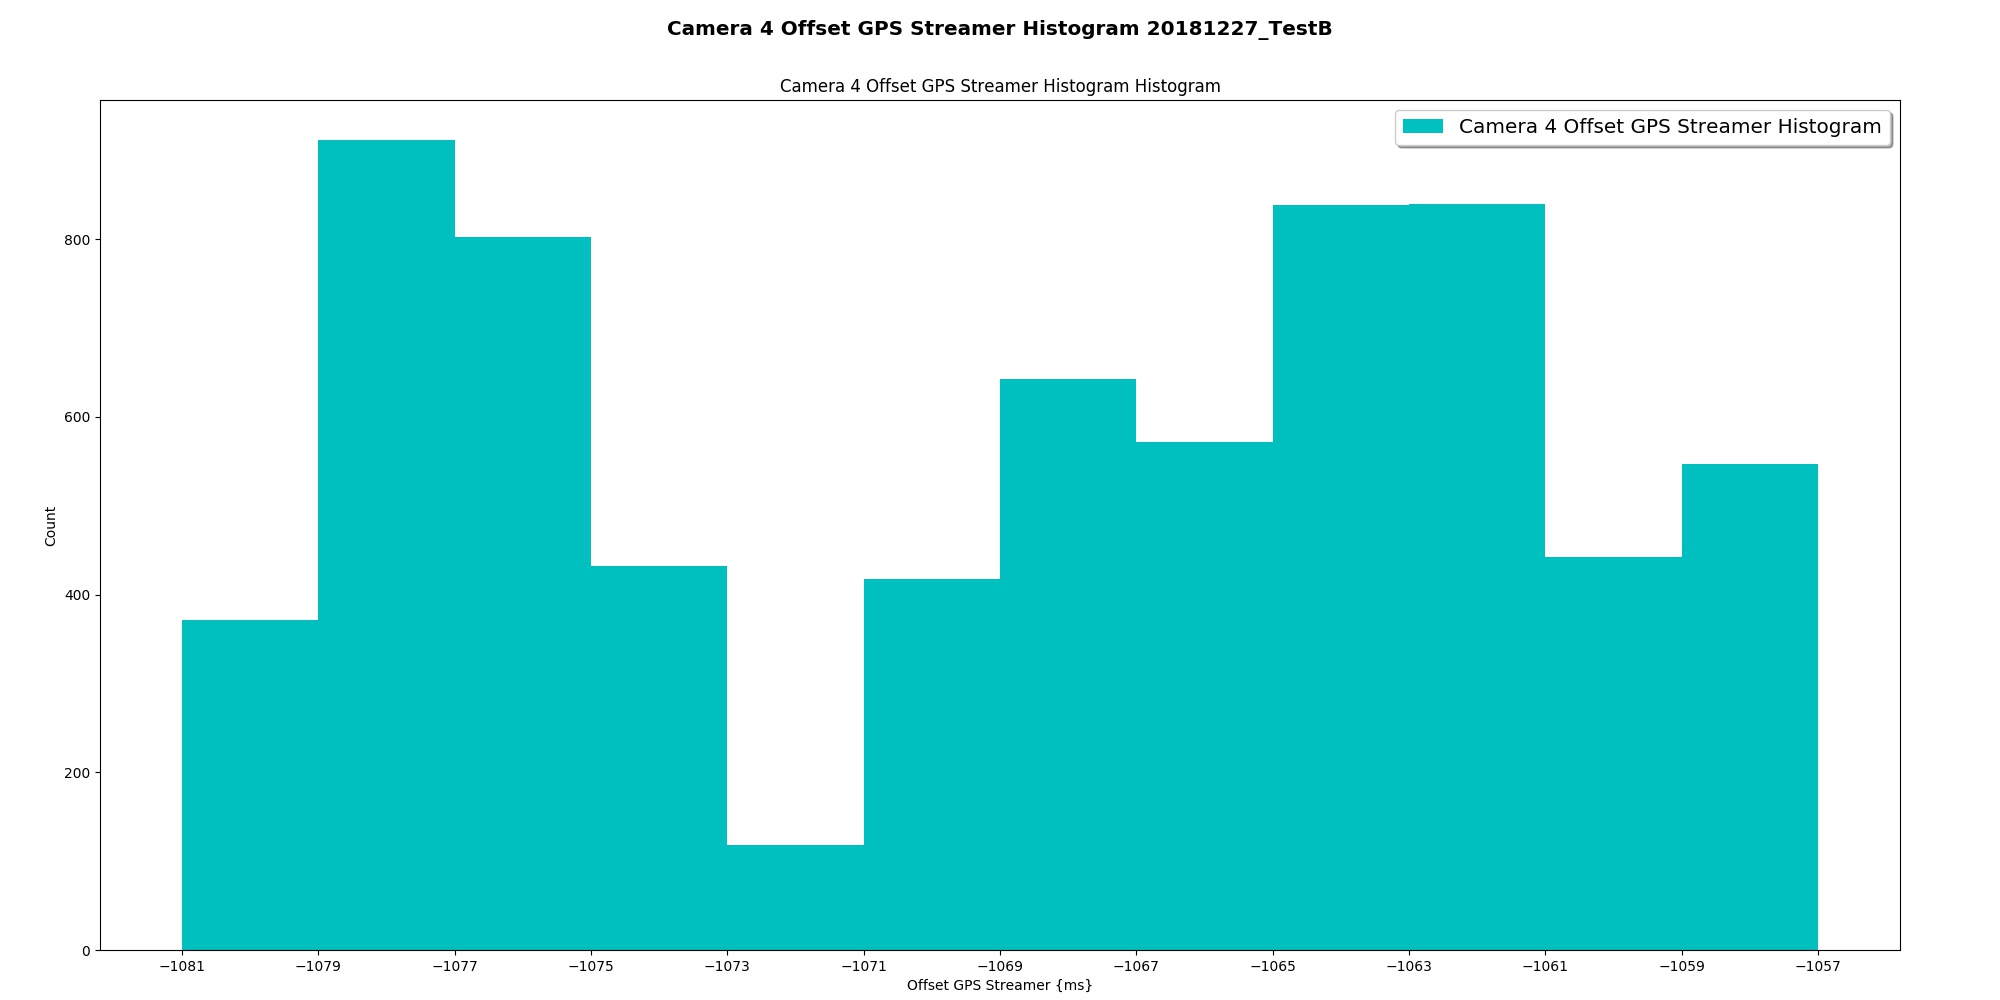 Camera 4 Offset GPS Streamer Histogram 20181227_TestB
Camera 4 Offset GPS Streamer Histogram Histogram
Camera 4 Offset GPS Streamer Histogram
800
600
400
200
0
Count
−1081 −1079 −1077 −1075 −1073 −1071 −1069 −1067 −1065 −1063 −1061 −1059 −1057
Offset GPS Streamer {ms}